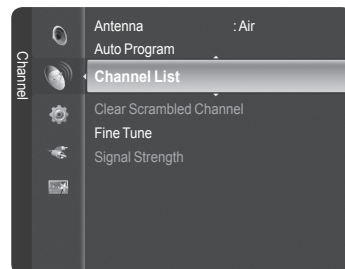 Channel
Antenna : Air
Auto Program
Channel List
Clear Scrambled Channel
Fine Tune
Signal Strength